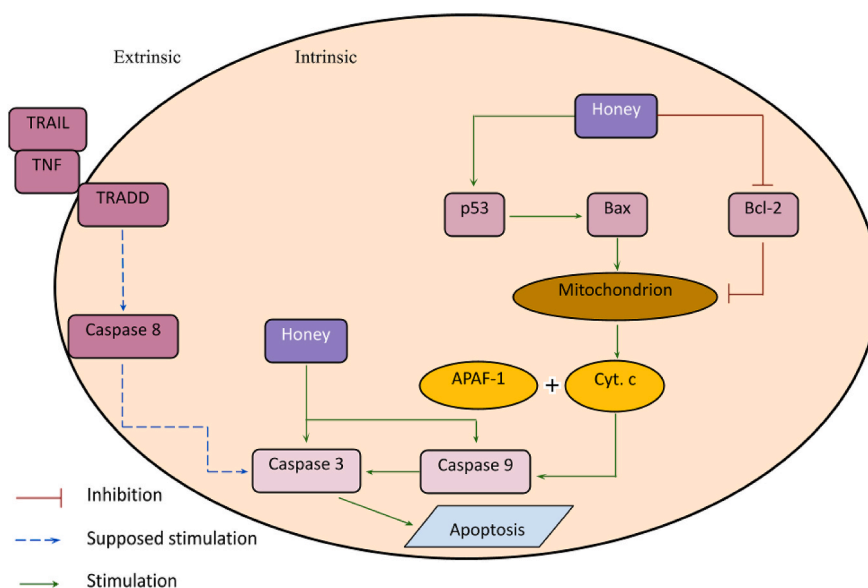 Extrinsic
Intrinsic
TRAIL
TNF
TRADD
Honey
p53
Bax
Bcl-2
Mitochondrion
Caspase 8
Honey
APAF-1
+
Cyt. c
Caspase 3
Caspase 9
Apoptosis
Inhibition
Supposed stimulation
Stimulation